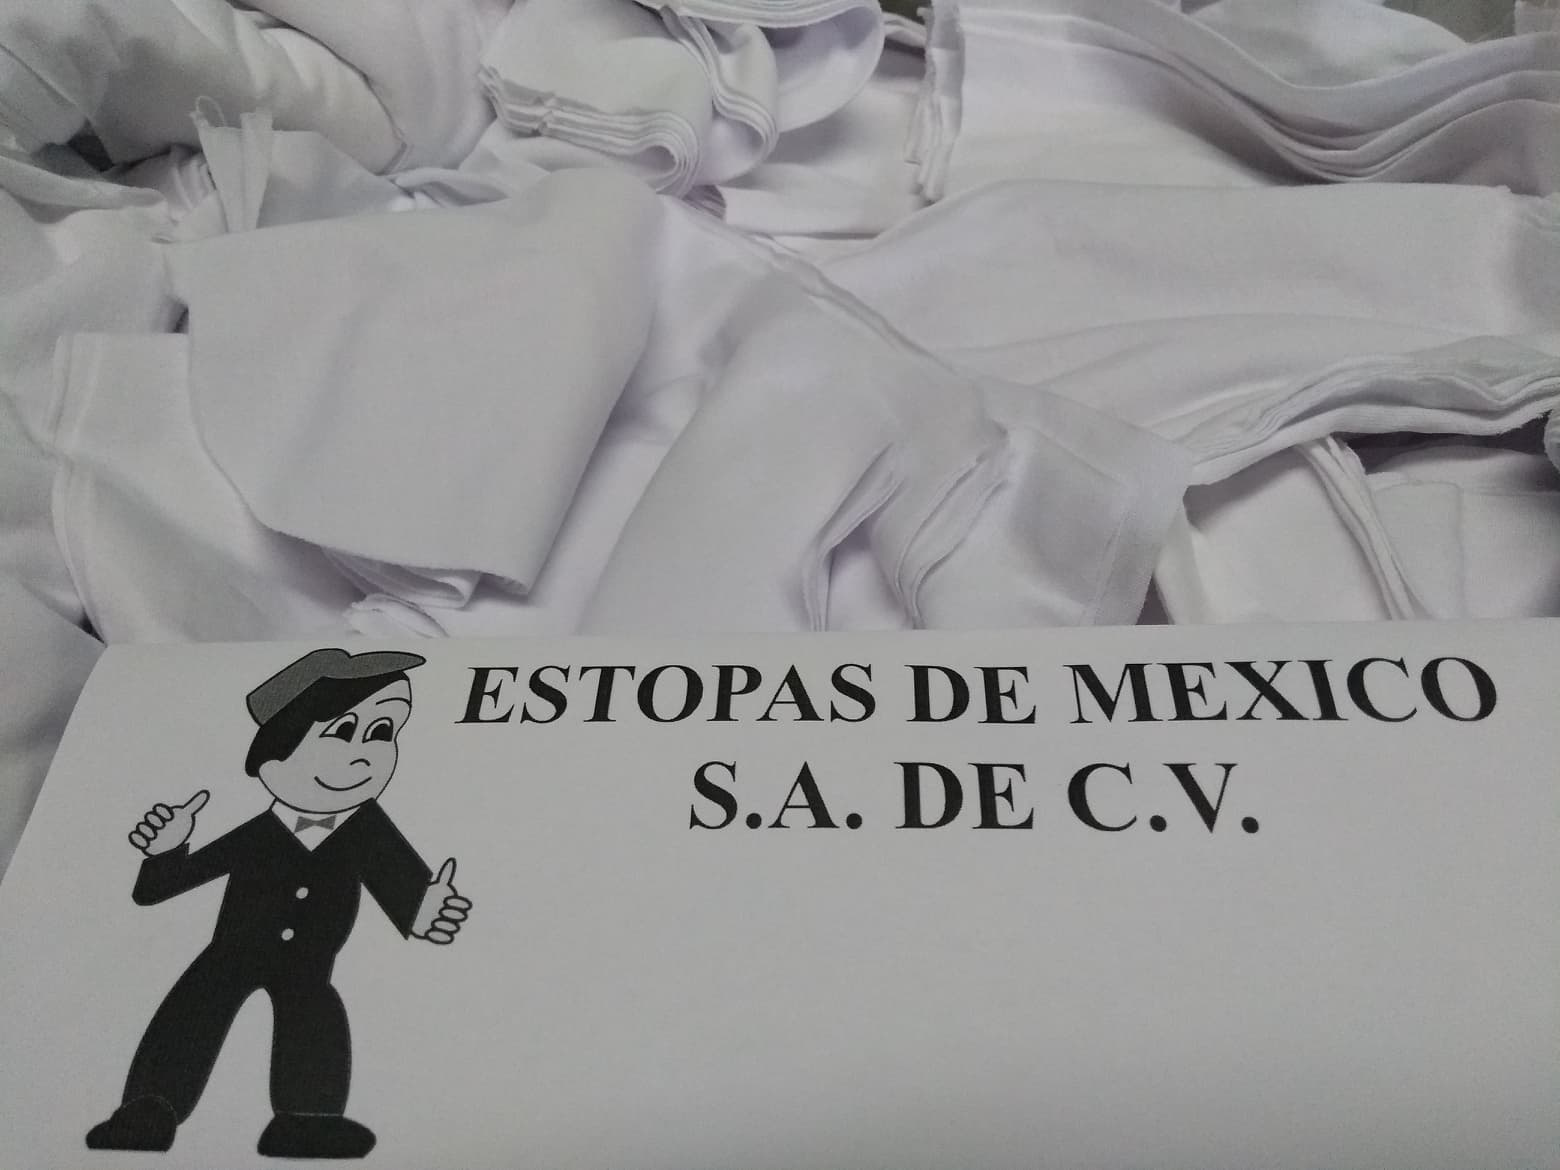 ESTOPAS DE MEXICO
S.A. DE C.V.